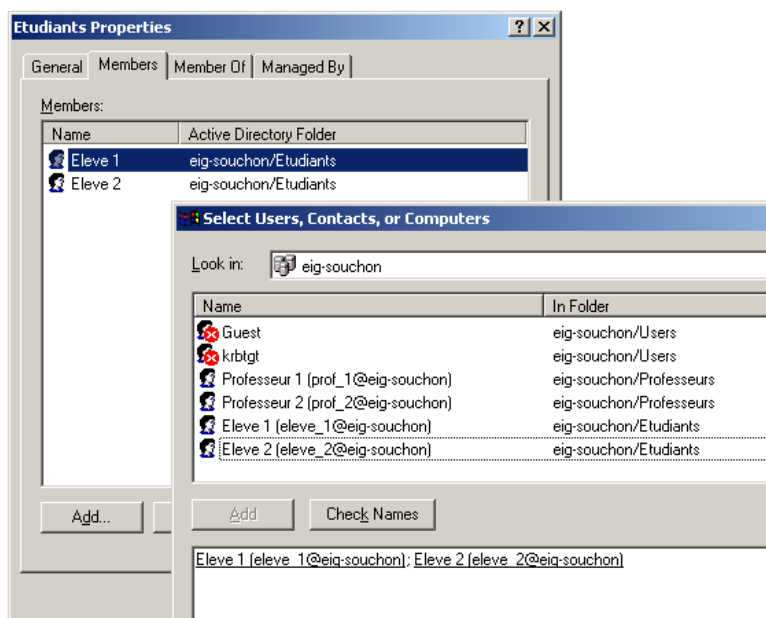 Etudiants Properties
General Members Member Of Managed By
Members:
Name Active Directory Folder
Eleve 1 eig-souchon/Etudiants
Eleve 2 eig-souchon/Etudiants
Select Users, Contacts, or Computers
Look in: eig-souchon
Name In Folder
Guest eig-souchon/Users
krbtgt eig-souchon/Users
Professeur 1 (prof_1@eig-souchon) eig-souchon/Professeurs
Professeur 2 (prof_2@eig-souchon) eig-souchon/Professeurs
Eleve 1 (eleve_1@eig-souchon) eig-souchon/Etudiants
Eleve 2 (eleve_2@eig-souchon) eig-souchon/Etudiants
Add...
Add Check Names
Eleve 1 (eleve_1@eig-souchon); Eleve 2 (eleve_2@eig-souchon)